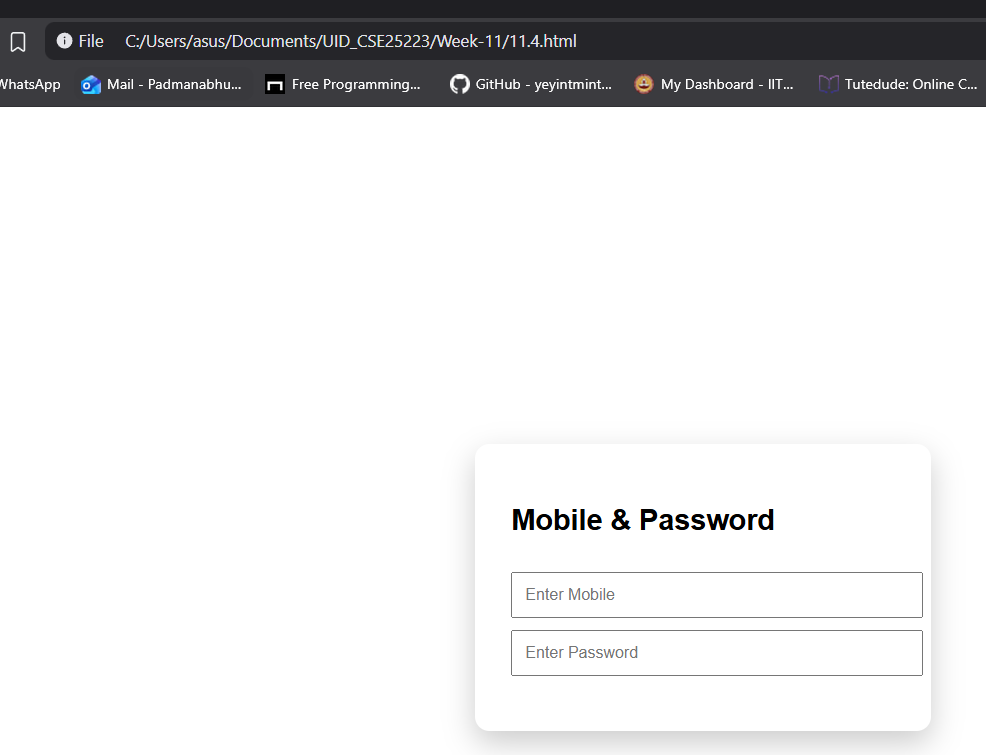 File C:/Users/asus/Documents/UID_CSE25223/Week-11/11.4.html
WhatsApp Mail - Padmanabhu... Free Programming... GitHub - yeyintmint... My Dashboard - IIT... Tutedude: Online C...
Mobile & Password
Enter Mobile
Enter Password